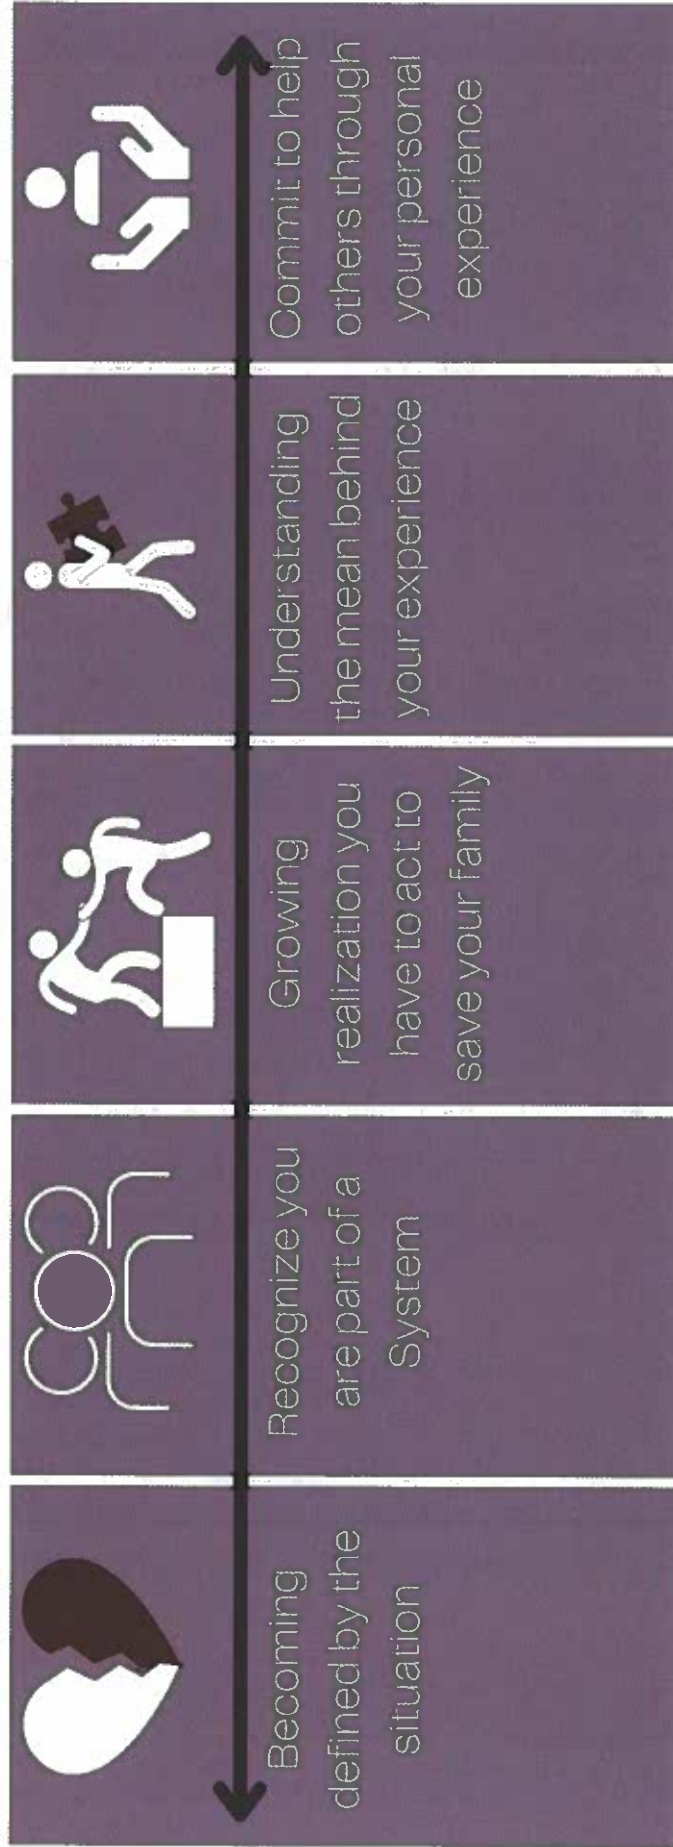 Becoming
defined by the
situation
Recognize you
are part of a
System
Growing
realization you
have to act to
save your family
Understanding
the mean behind
your experience
Commit to help
others through
your personal
experience